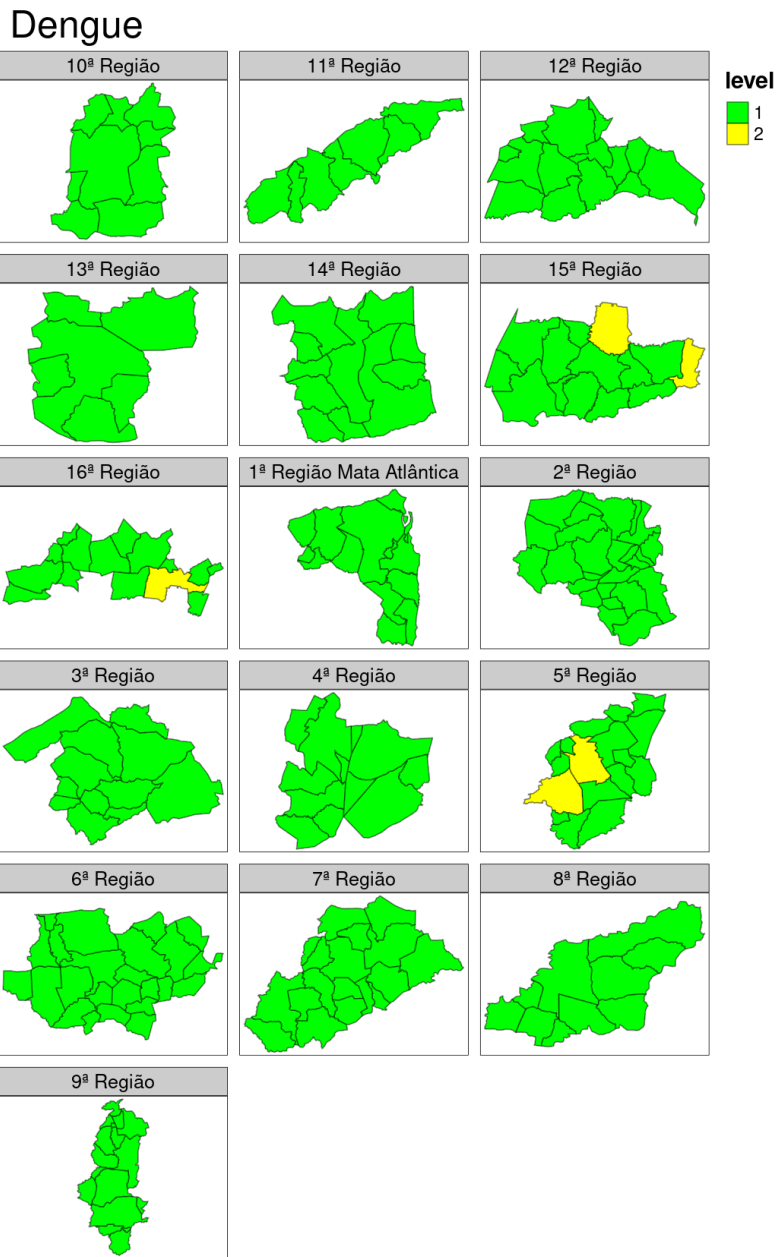 Dengue
10ª Região
11ª Região
12ª Região
level
1
2
13ª Região
14ª Região
15ª Região
16ª Região
1ª Região Mata Atlântica
2ª Região
3ª Região
4ª Região
5ª Região
6ª Região
7ª Região
8ª Região
9ª Região